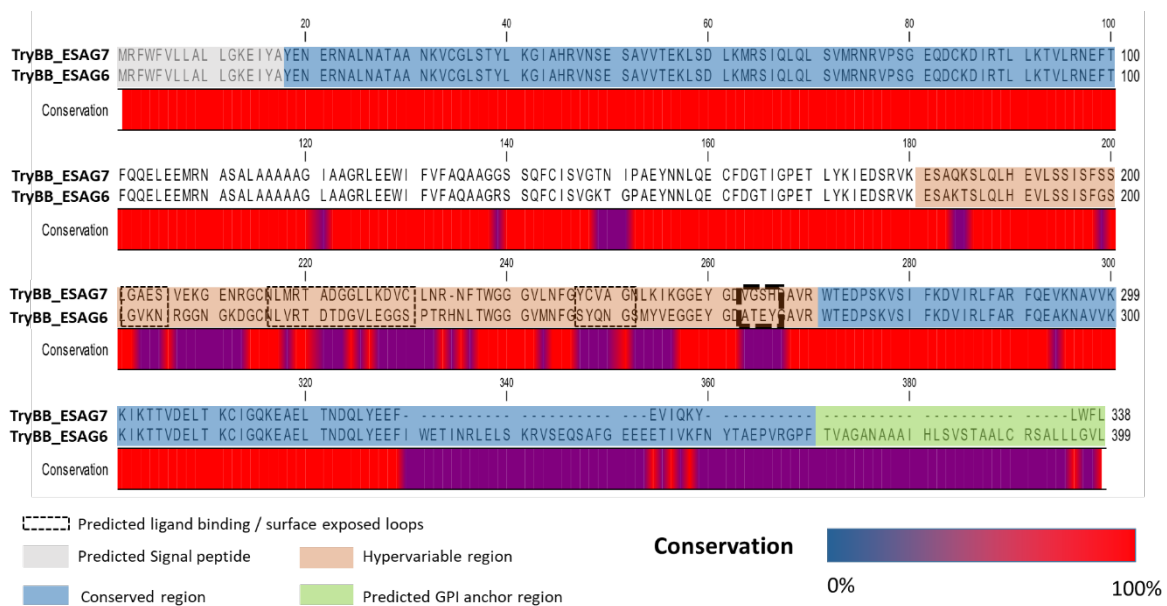 20 40 60 80 100
TryBB_ESAG7 MRFWFVLLAL LGKEIYAYEN ERNALNATAA NKVCGLSTYL KGIAHRVNSE SAVVTEKLSD LKMRSIQLQL SVMRNRVPSG EQDCKDIRTL LKTVLRNEFT 100
TryBB_ESAG6 MRFWFVLLAL LGKEIYAYEN ERNALNATAA NKVCGLSTYL KGIAHRVNSE SAVVTEKLSD LKMRSIQLQL SVMRNRVPSG EQDCKDIRTL LKTVLRNEFT 100
Conservation
120 140 160 180 200
TryBB_ESAG7 FQQELEEMRN ASALAAAAAG IAAGRLEEWI FVFAQAAGGS SQFCISVGTN IPAEYNNLQE CFDGTIGPET LYKIEDSRVK ESAQKSLQLH EVLSSISFSS 200
TryBB_ESAG6 FQQELEEMRN ASALAAAAAG LAAGRLEEWI FVFAQAAGRS SQFCISVGKT GPAEYNNLQE CFDGTIGPET LYKIEDSRVK ESAKTSLQLH EVLSSISFGS 200
Conservation
220 240 260 280 300
TryBB_ESAG7 LGAESI VEKG ENRGCNLMRT ADGGLLKDVC LNR-NFTWGG GVLNFGYCVA GNLKIKGGEY GDVGSHDAVR WTEDPSKVSI FKDVIRLFAR FQEVKNAVVK 299
TryBB_ESAG6 LGVKNI RGGN GKDGCNLVRT DTDGVLEGGS PTRHNLTWGG GVMNFGSYQN GSMYVEGGEY GDATEYGAVR WTEDPSKVSI FKDVIRLFAR FQEAKNAVVK 300
Conservation
320 340 360 380
TryBB_ESAG7 KIKTTVDELT KCIGQKEAEL TNDQLYEEF- ---------- ---------- ---EVIQKY- ---------- ---------- ---------- ------LWFL 338
TryBB_ESAG6 KIKTTVDELT KCIGQKEAEL TNDQLYEEFI WETINRLELS KRVSEQSAFG EEEETIVKFN YTAEPVRGPF TVAGANAAAI HLSVSTAALC RSALLLGVL 399
Conservation
Predicted ligand binding / surface exposed loops
Predicted Signal peptide
Hypervariable region
Conserved region
Predicted GPI anchor region
Conservation
0% 100%